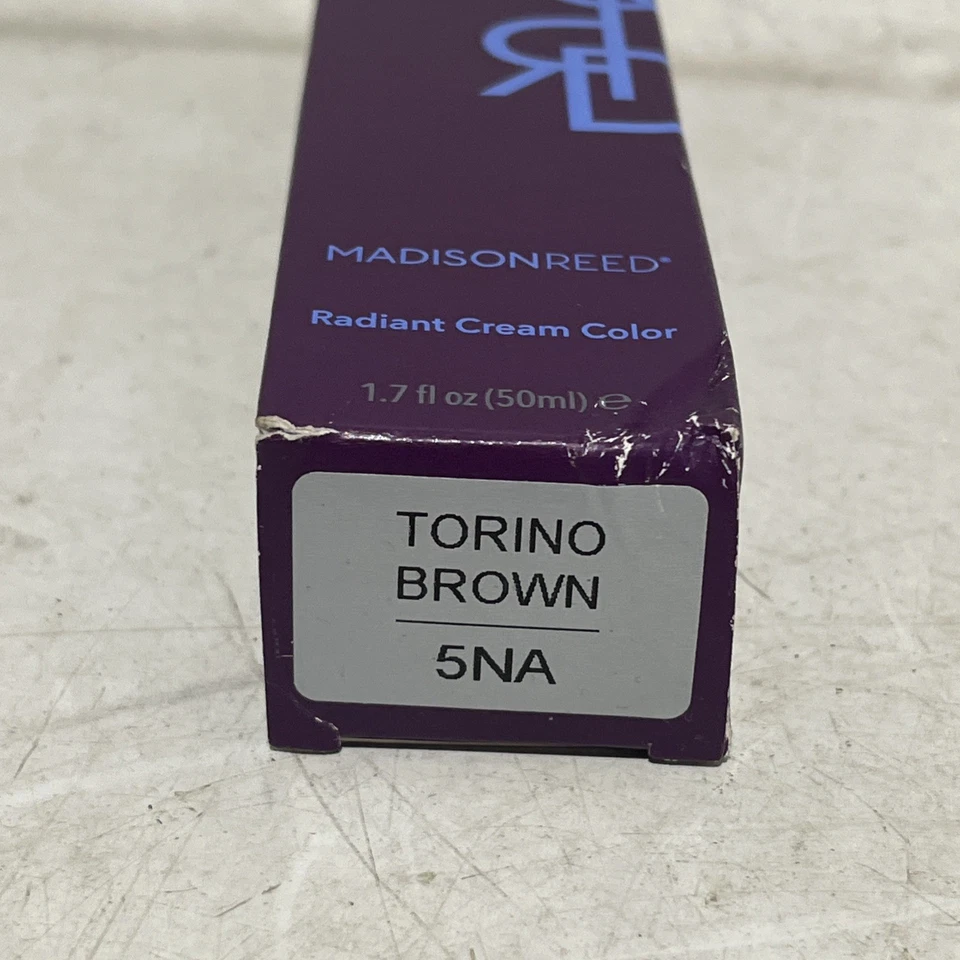 MADISONREED®
Radiant Cream Color
1.7 fl oz (50ml) ℮
TORINO
BROWN
5NA